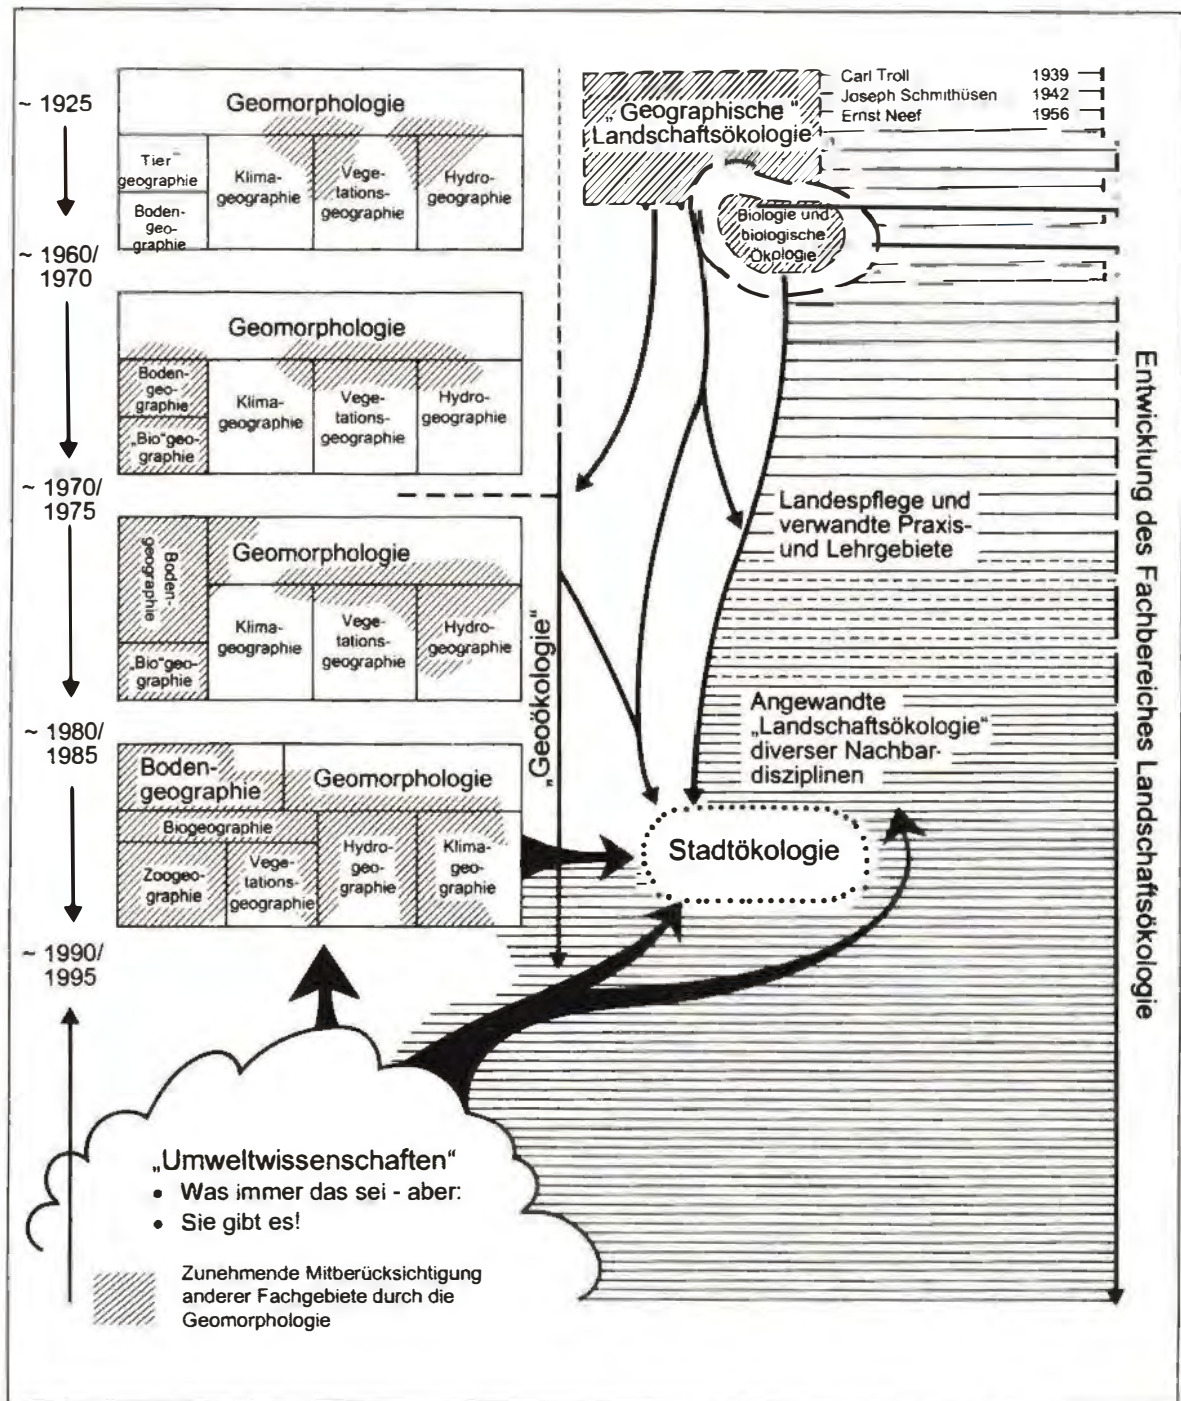 ~ 1925
~ 1960/
1970
~ 1970/
1975
~ 1980/
1985
~ 1990/
1995
Geomorphologie
Tier
geographie
Boden-
geo-
graphie
Klima-
geographie
Vege-
tations-
geographie
Hydro-
geographie
Geomorphologie
Boden-
geo-
graphie
„Bio“geo-
graphie
Klima-
geographie
Vege-
tations-
geographie
Hydro-
geographie
Boden-
geographie
„Bio“geo-
graphie
Geomorphologie
Klima-
geographie
Vege-
tations-
geographie
Hydro-
geographie
Boden-
geographie
Geomorphologie
Biogeographie
Zoogeo-
graphie
Vege-
tations-
geographie
Hydro-
geo-
graphie
Klima-
geo-
graphie
„Geographische“
Landschaftsökologie
Carl Troll 1939
Joseph Schmithüsen 1942
Ernst Neef 1956
Biologie und
biologische
Ökologie
„Geoökologie“
Landespflege und
verwandte Praxis-
und Lehrgebiete
Angewandte
„Landschaftsökologie“
diverser Nachbar-
disziplinen
Stadtökologie
Entwicklung des Fachbereiches Landschaftsökologie
„Umweltwissenschaften“
• Was immer das sei - aber:
• Sie gibt es!
Zunehmende Mitberücksichtigung
anderer Fachgebiete durch die
Geomorphologie